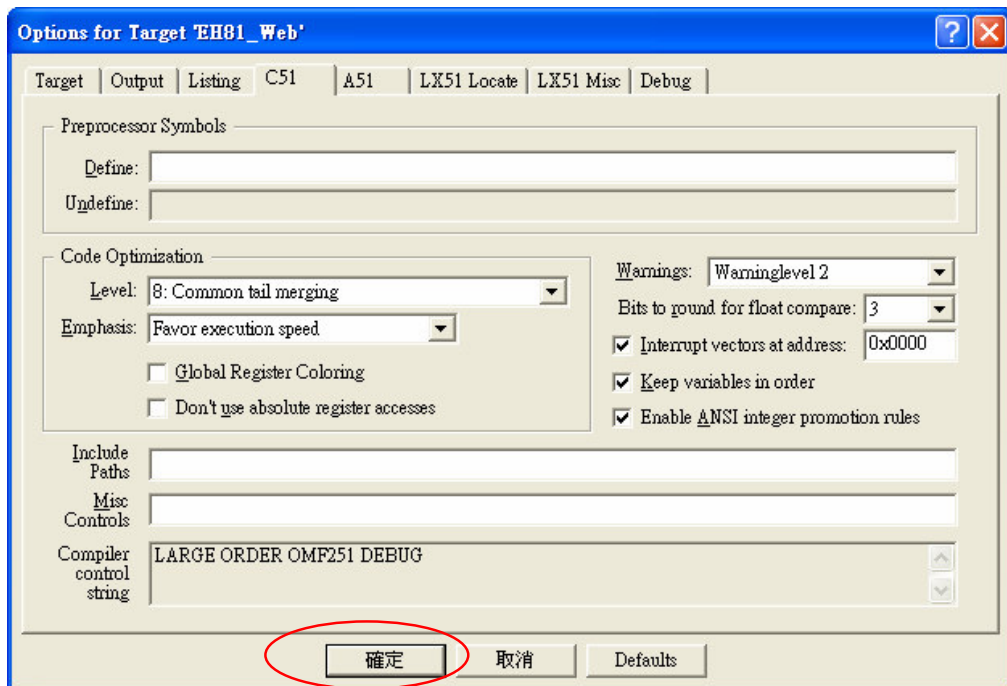 Options for Target 'EH81_Web'
Target Output Listing C51 A51 LX51 Locate LX51 Misc Debug
Preprocessor Symbols
Define:
Undefine:
Code Optimization
Level: 8: Common tail merging
Emphasis: Favor execution speed
Global Register Coloring
Don't use absolute register accesses
Warnings: Warninglevel 2
Bits to round for float compare: 3
Interrupt vectors at address: 0x0000
Keep variables in order
Enable ANSI integer promotion rules
Include
Paths
Misc
Controls
Compiler
control
string
LARGE ORDER OMF251 DEBUG
確定 取消 Defaults